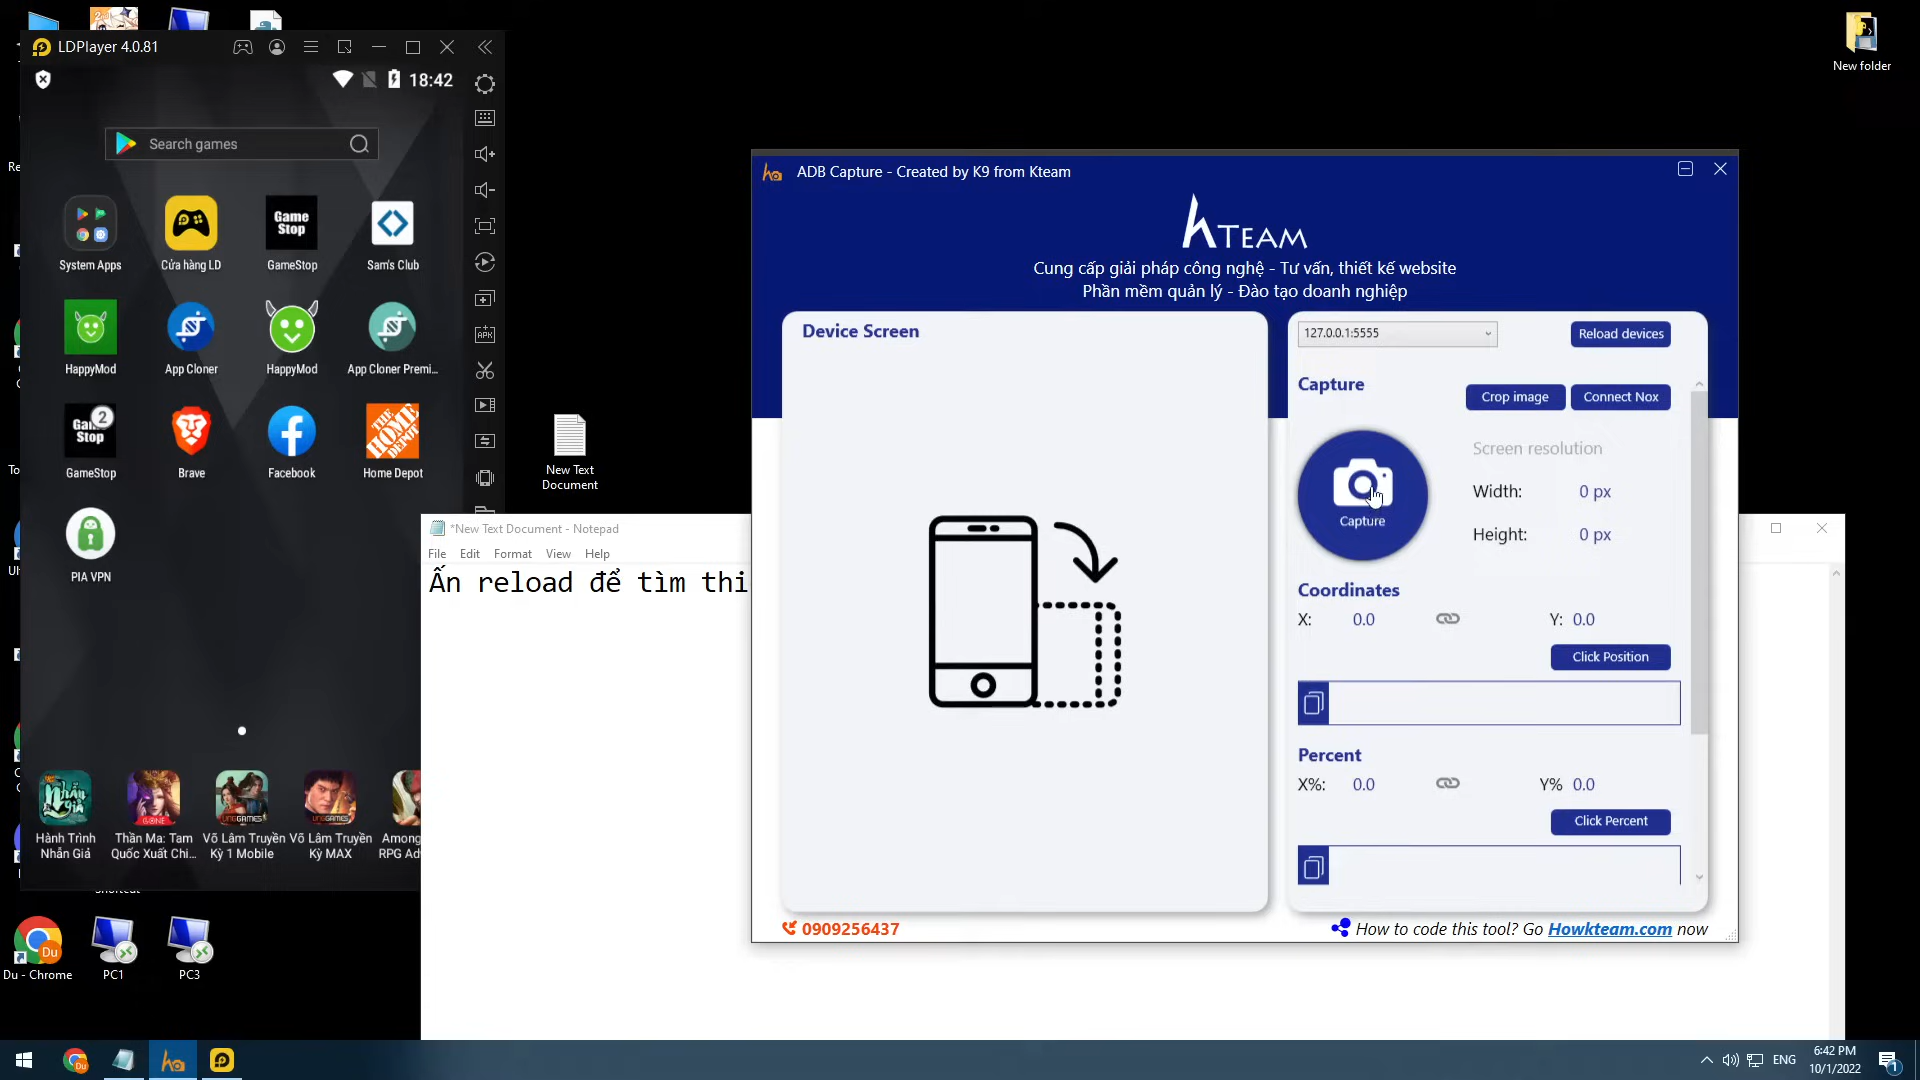 New folder
LDPlayer 4.0.81
18:42
Search games
System Apps
Cửa hàng LD
Game
Stop
GameStop
Sam's Club
HappyMod
App Cloner
HappyMod
App Cloner Premi...
2
Stop
GameStop
Brave
Facebook
THE
HOME
DEPOT
Home Depot
PIA VPN
APK
Hành Trình
Nhẫn Giả
Thần Ma: Tam
Quốc Xuất Chi...
Võ Lâm Truyền
Kỳ 1 Mobile
Võ Lâm Truyền
Kỳ MAX
Du
Du - Chrome
PC1
PC3
New Text
Document
*New Text Document - Notepad
File Edit Format View Help
Ấn reload để tìm thi
ADB Capture - Created by K9 from Kteam
KTEAM
Cung cấp giải pháp công nghệ - Tư vấn, thiết kế website
Phần mềm quản lý - Đào tạo doanh nghiệp
Device Screen
127.0.0.1:5555
Reload devices
Capture
Crop image
Connect Nox
Capture
Screen resolution
Width: 0 px
Height: 0 px
Coordinates
X: 0.0
Y: 0.0
Click Position
Percent
X%: 0.0
Y% 0.0
Click Percent
0909256437
How to code this tool? Go Howkteam.com now
ENG
6:42 PM
10/1/2022
1